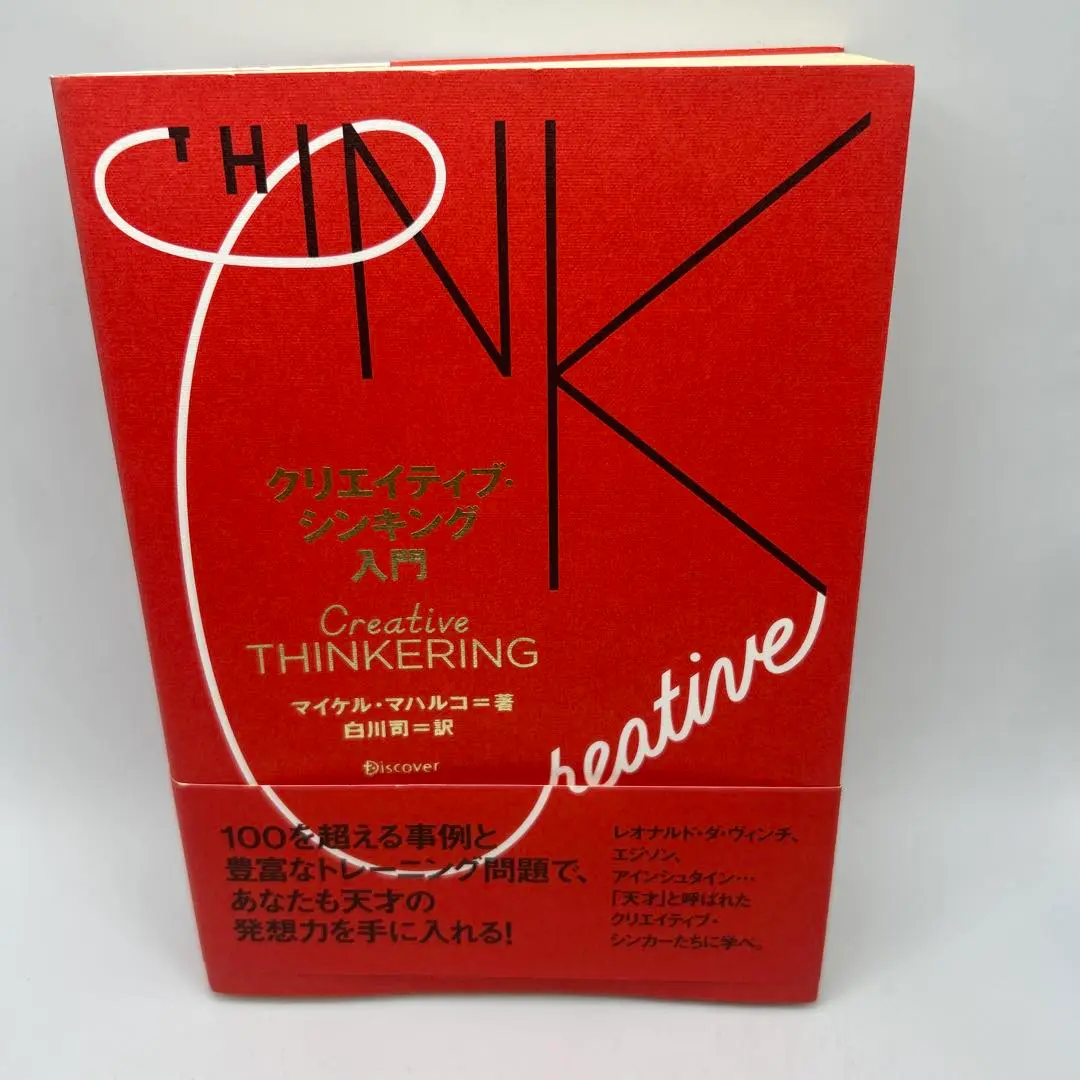 THINK
クリエイティブ・
シンキング
入門
Creative
THINKERING
マイケル・マハルコ=著
白川司=訳
Discover
Creative
100を超える事例と
豊富なトレーニング問題で、
あなたも天才の
発想力を手に入れる!
レオナルド・ダ・ヴィンチ、
エジソン、
アインシュタイン…
「天才」と呼ばれた
クリエイティブ・
シンカーたちに学べ。